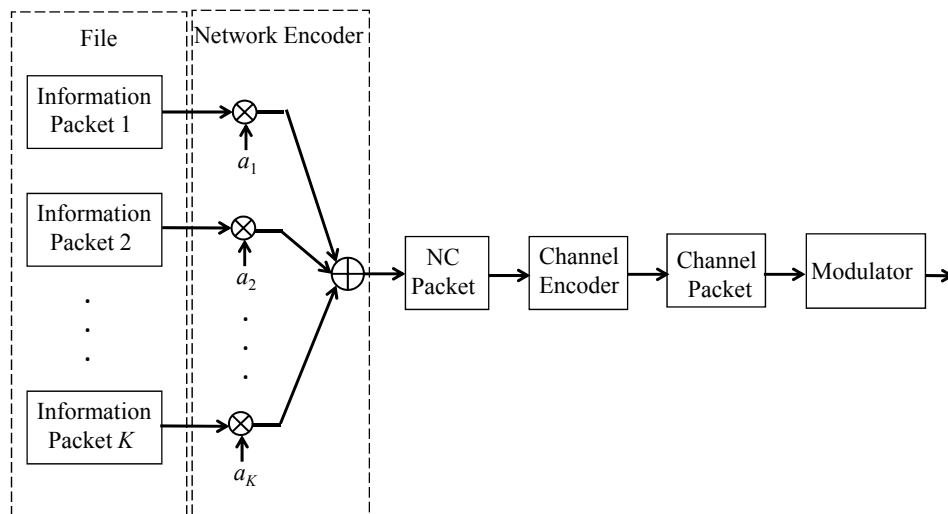 File
Network Encoder
Information
Packet 1
a1
Information
Packet 2
a2
NC
Packet
Channel
Encoder
Channel
Packet
Modulator
Information
Packet K
aK